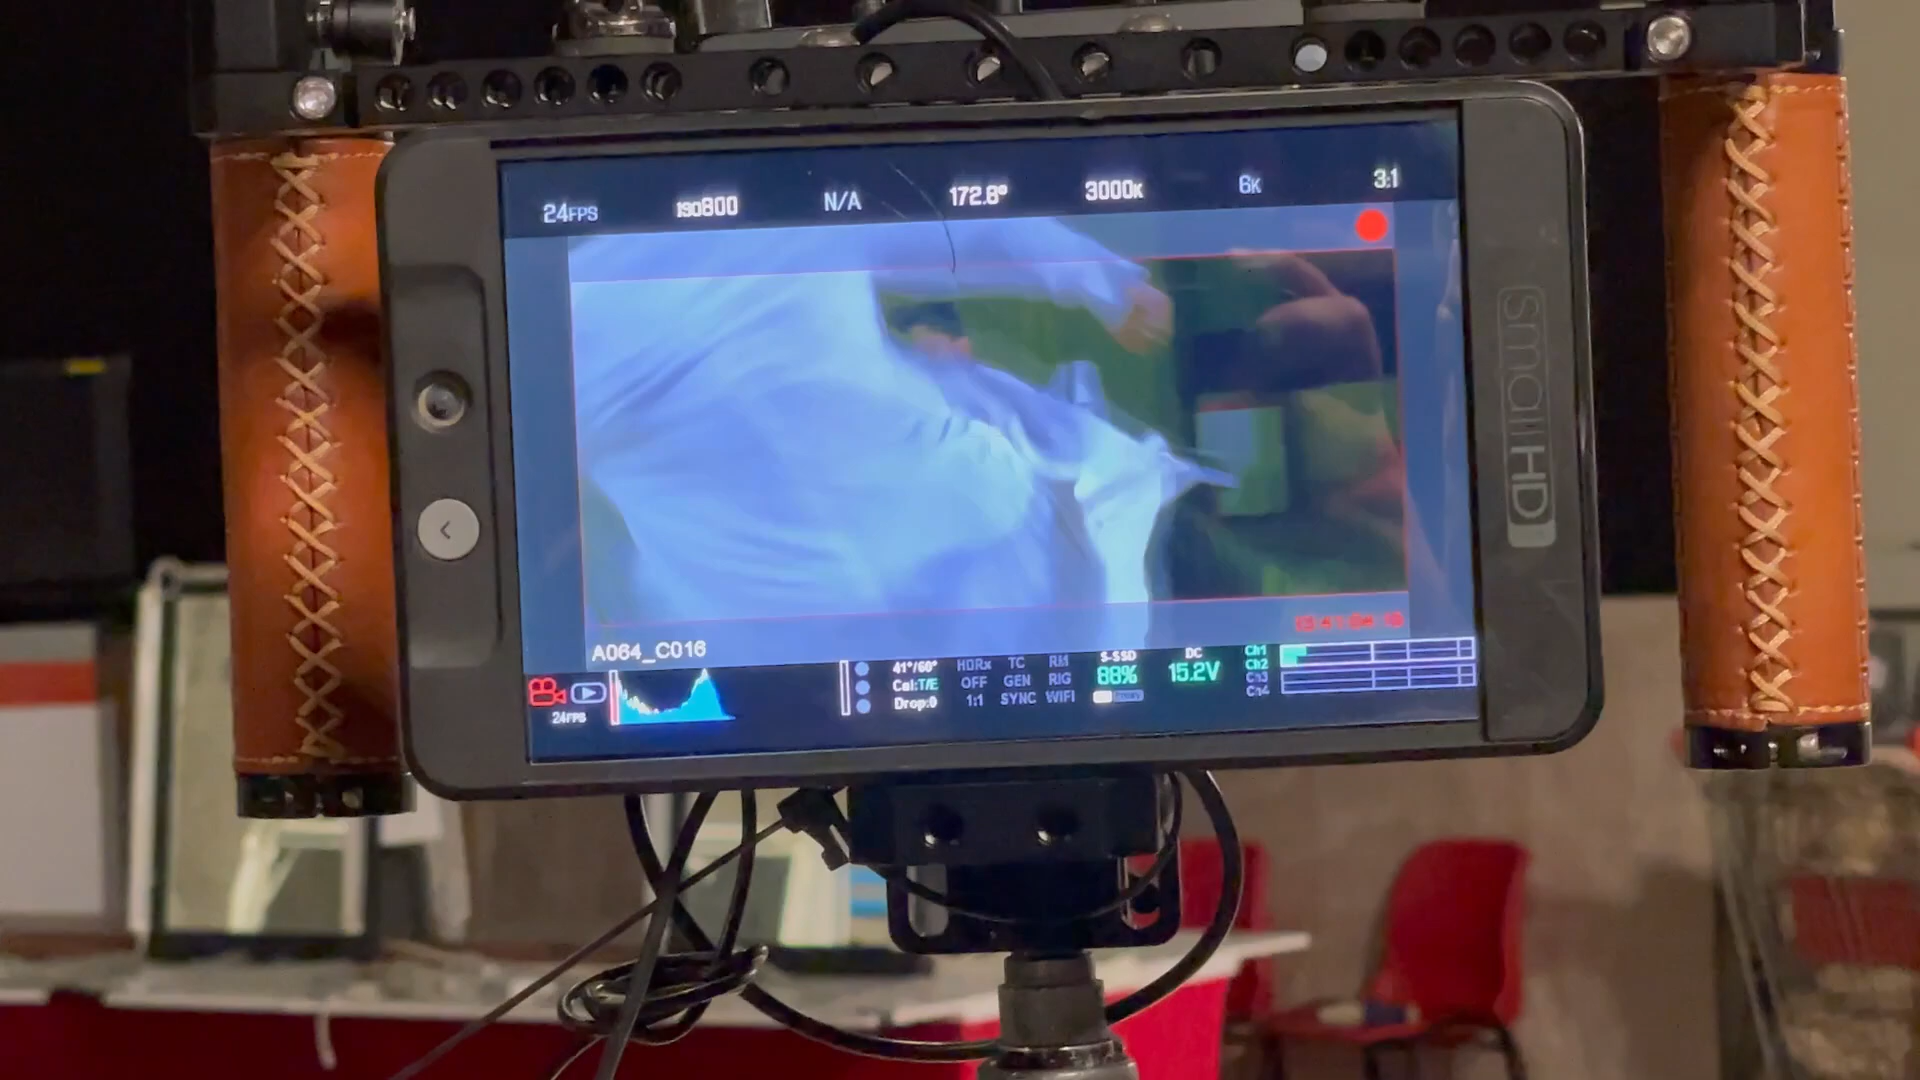 24FPS ISO800 N/A 172.8° 3000K 6K 3:1
smallHD
A064_C016
24FPS
41°/60°
Cal:T/E
Drop:0
HDRx
OFF
1:1
TC
GEN
SYNC
RM
RIG
WIFI
S-SSD
88%
DC
15.2V
Ch1
Ch2
Ch3
Ch4